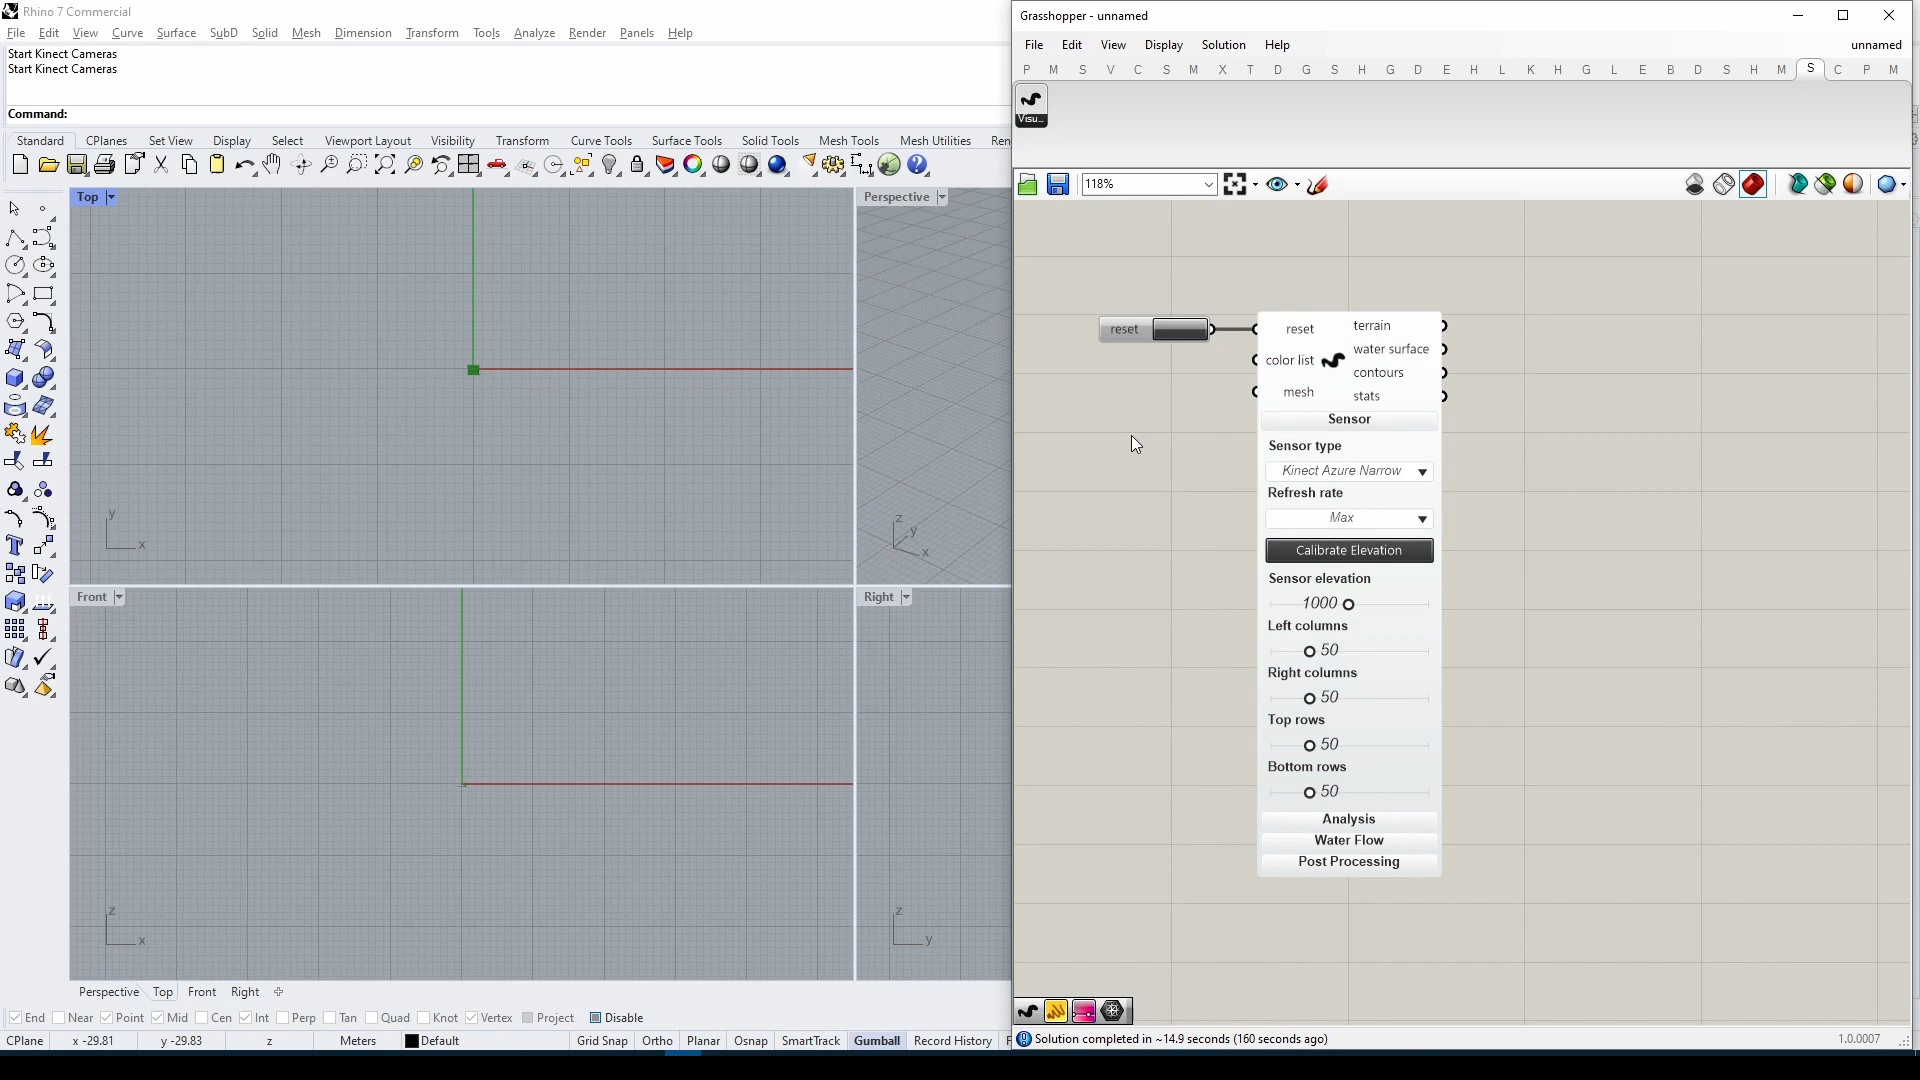 Rhino 7 Commercial
File Edit View Curve Surface SubD Solid Mesh Dimension Transform Tools Analyze Render Panels Help
Start Kinect Cameras
Start Kinect Cameras
Command:
Standard CPlanes Set View Display Select Viewport Layout Visibility Transform Curve Tools Surface Tools Solid Tools Mesh Tools Mesh Utilities Ren
Top
Perspective
y
x
z
y
x
Front
Right
z
x
z
y
Perspective Top Front Right
End Near Point Mid Cen Int Perp Tan Quad Knot Vertex Project Disable
CPlane x -29.81 y -29.83 z Meters Default Grid Snap Ortho Planar Osnap SmartTrack Gumball Record History F
Grasshopper - unnamed
File Edit View Display Solution Help unnamed
P M S V C S M X T D G S H G D E H L K H G L E B D S H M S C P M
Visu...
118%
reset
reset
color list
mesh
terrain
water surface
contours
stats
Sensor
Sensor type
Kinect Azure Narrow
Refresh rate
Max
Calibrate Elevation
Sensor elevation
1000
Left columns
50
Right columns
50
Top rows
50
Bottom rows
50
Analysis
Water Flow
Post Processing
Solution completed in ~14.9 seconds (160 seconds ago)
1.0.0007